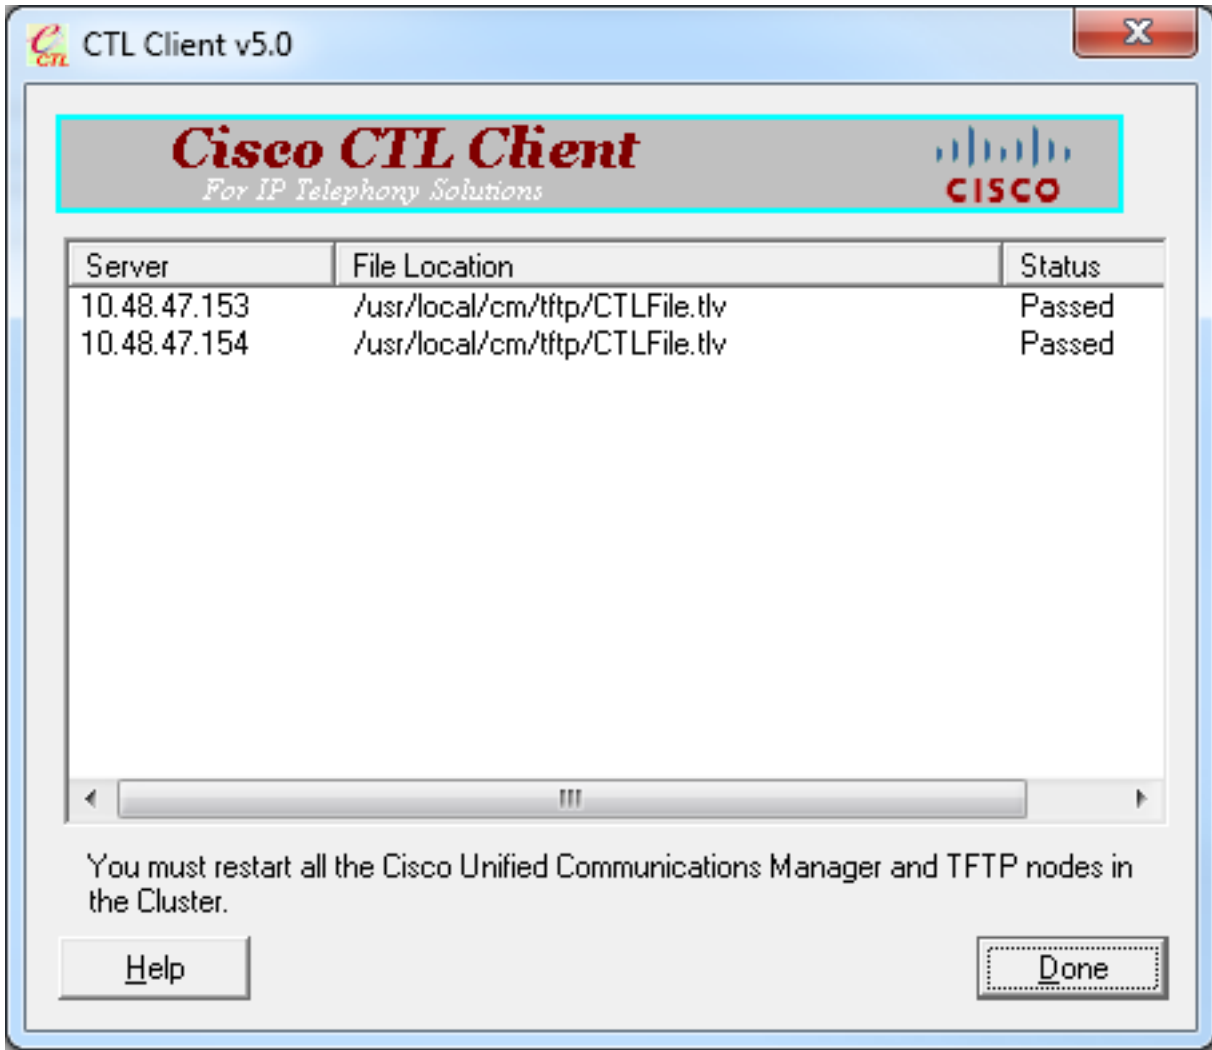 CTL Client v5.0
Cisco CTL Client
For IP Telephony Solutions
CISCO
Server File Location Status
10.48.47.153 /usr/local/cm/tftp/CTLFile.tlv Passed
10.48.47.154 /usr/local/cm/tftp/CTLFile.tlv Passed
You must restart all the Cisco Unified Communications Manager and TFTP nodes in
the Cluster.
Help Done